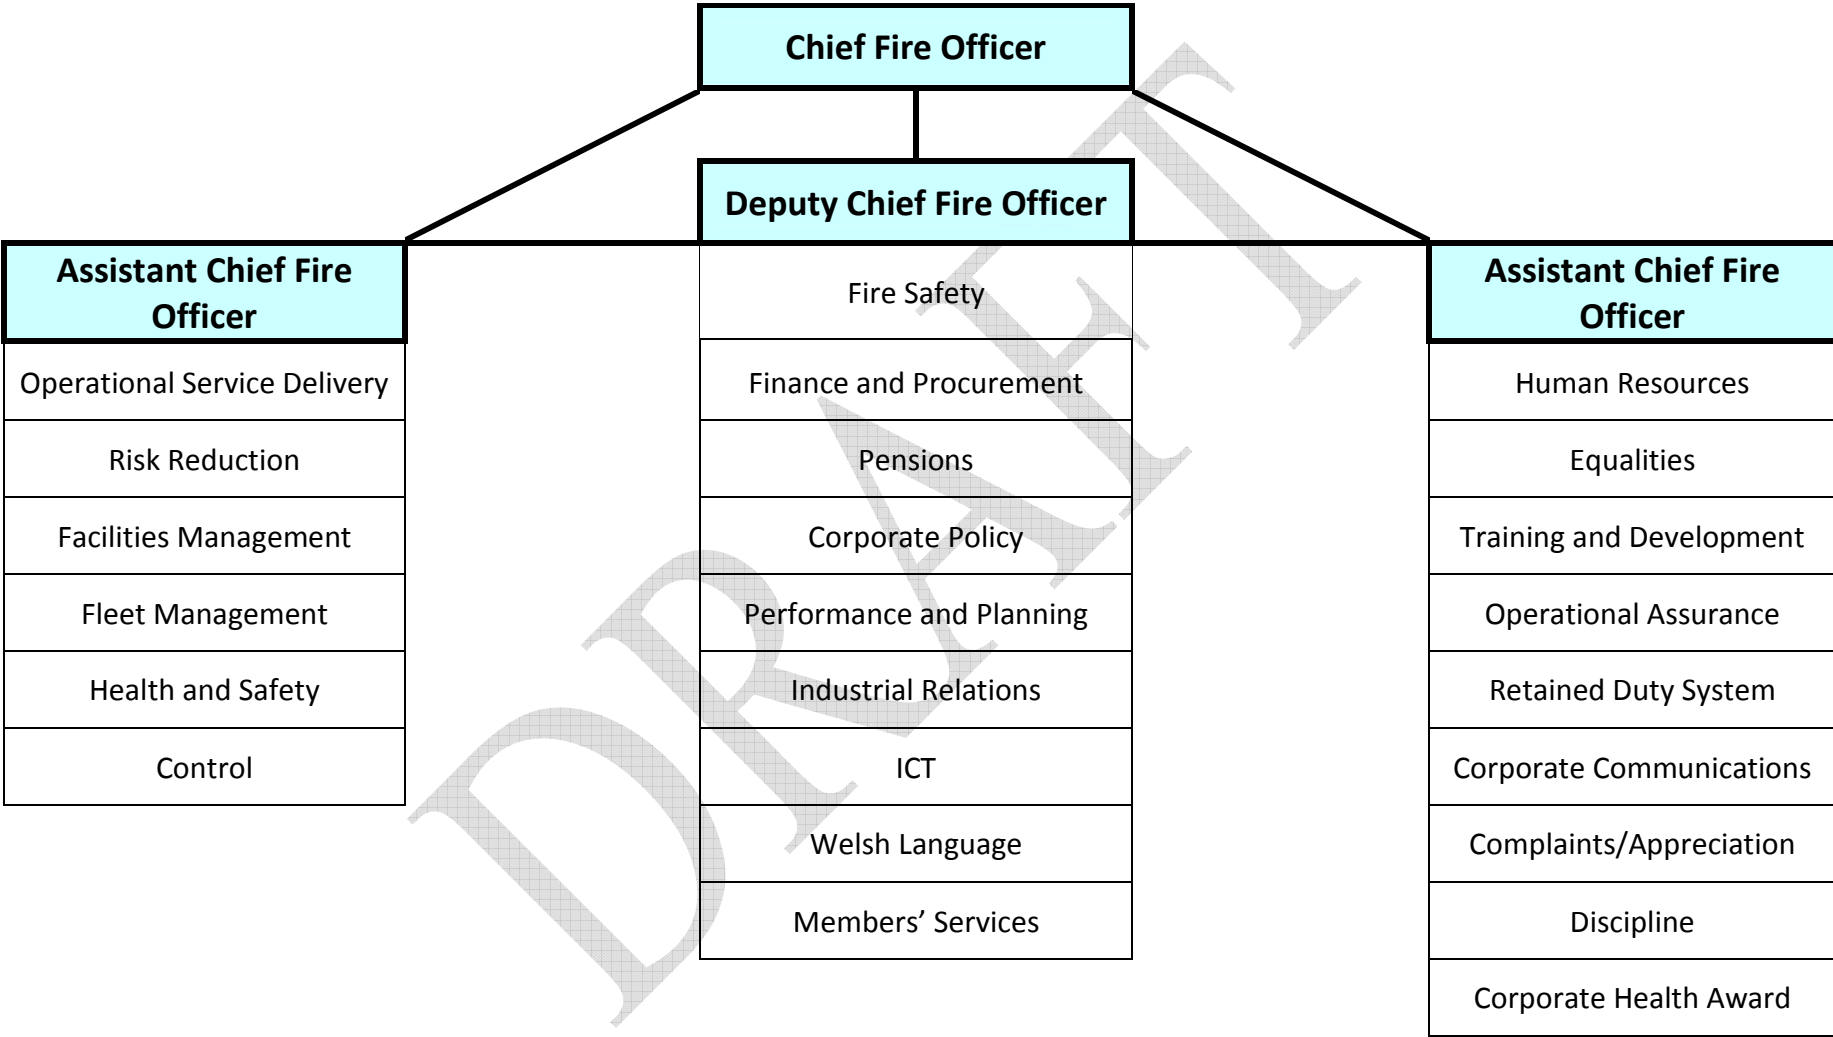 Chief Fire Officer
Deputy Chief Fire Officer
Assistant Chief Fire
Officer
Operational Service Delivery
Risk Reduction
Facilities Management
Fleet Management
Health and Safety
Control
Fire Safety
Finance and Procurement
Pensions
Corporate Policy
Performance and Planning
Industrial Relations
ICT
Welsh Language
Members’ Services
Assistant Chief Fire
Officer
Human Resources
Equalities
Training and Development
Operational Assurance
Retained Duty System
Corporate Communications
Complaints/Appreciation
Discipline
Corporate Health Award
DRAFT